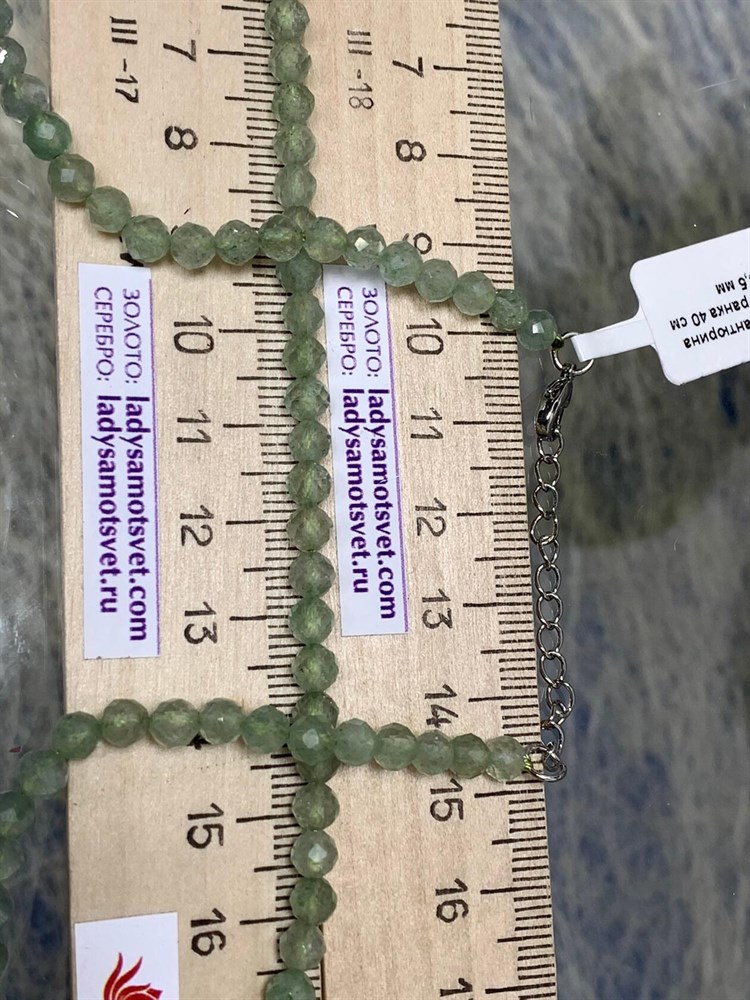 III -17
7
8
10
11
12
13
15
16
ЗОЛОТО: ladysamotsvet.com
СЕРЕБРО: ladysamotsvet.ru
III -18
7
8
9
10
11
12
13
14
15
16
ЗОЛОТО: ladysamotsvet.com
СЕРЕБРО: ladysamotsvet.ru
антюрина
ранка 40 см
,5 мм